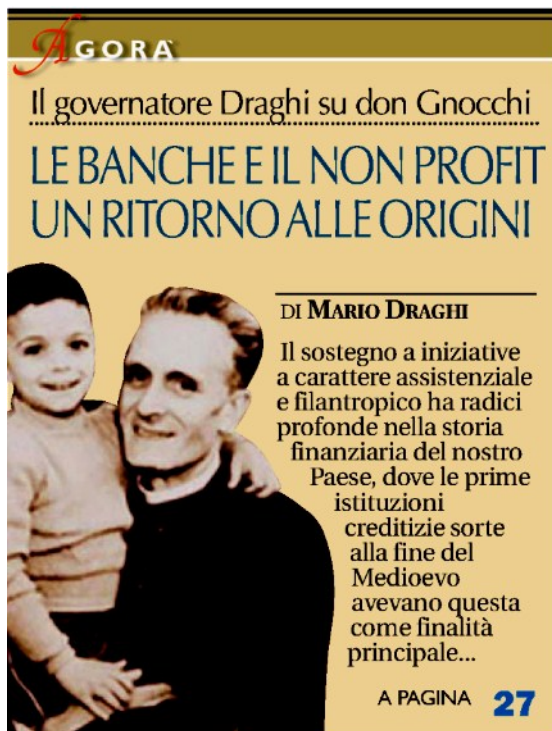 AGORÀ
Il governatore Draghi su don Gnocchi
LE BANCHE E IL NON PROFIT
UN RITORNO ALLE ORIGINI
DI MARIO DRAGHI
Il sostegno a iniziative
a carattere assistenziale
e filantropico ha radici
profonde nella storia
finanziaria del nostro
Paese, dove le prime
istituzioni
creditizie sorte
alla fine del
Medioevo
avevano questa
come finalità
principale...
A PAGINA 27